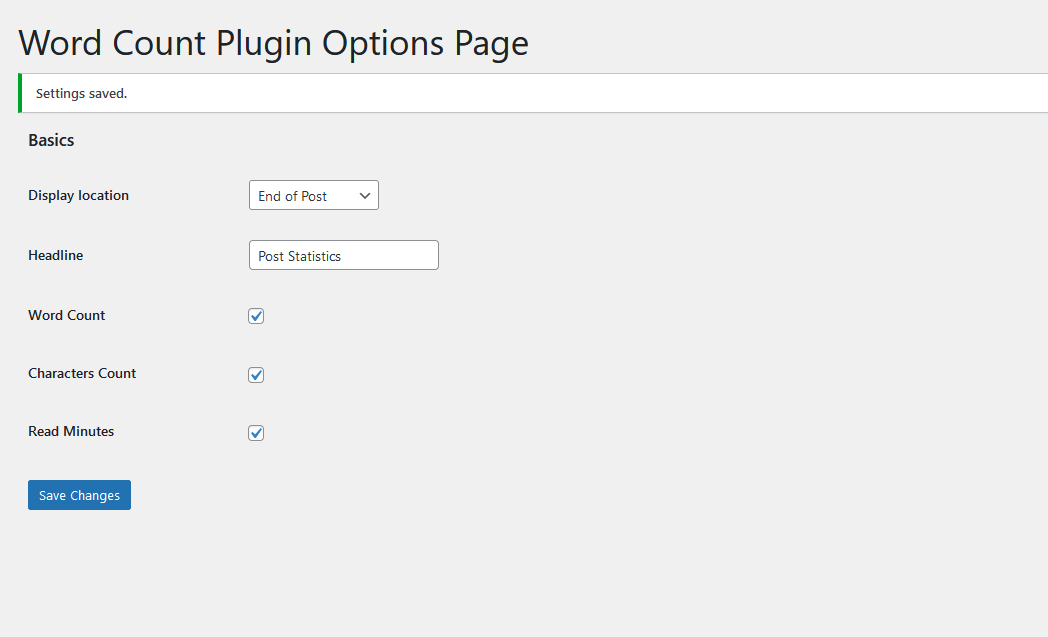 Word Count Plugin Options Page
Settings saved.
Basics
Display location
End of Post
Headline
Post Statistics
Word Count
Characters Count
Read Minutes
Save Changes